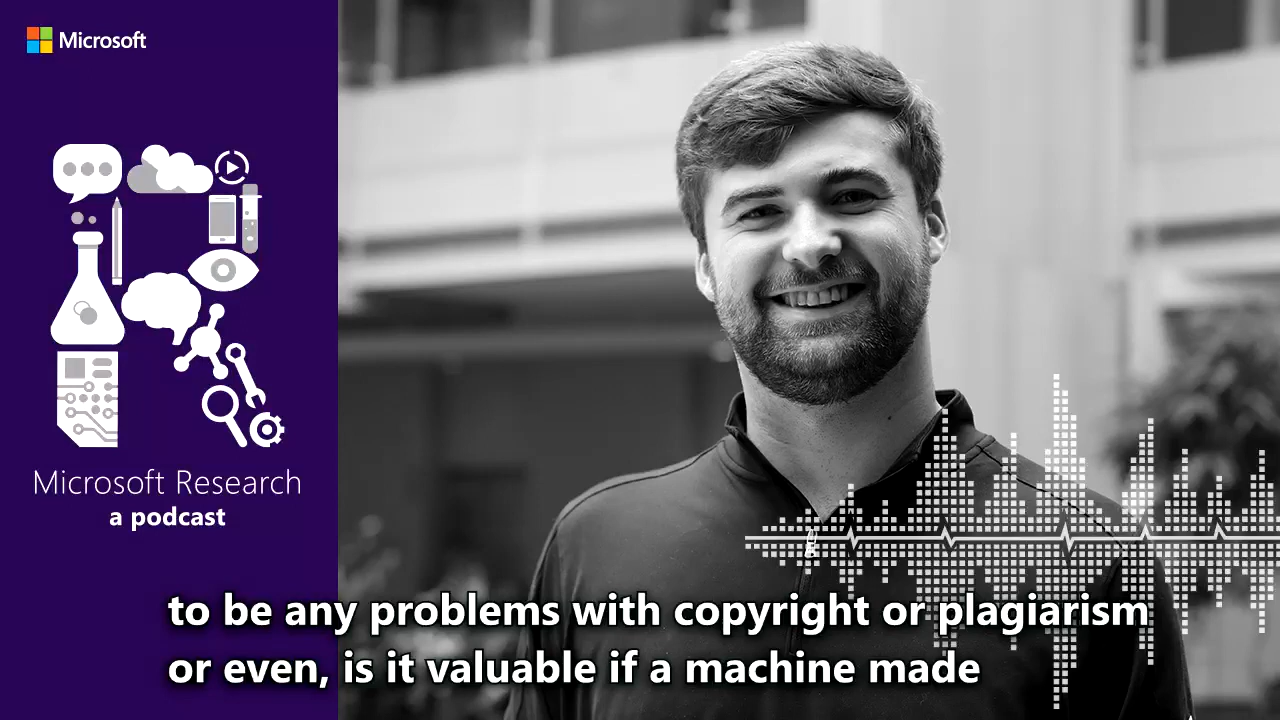 Microsoft
Microsoft Research
a podcast
to be any problems with copyright or plagiarism
or even, is it valuable if a machine made